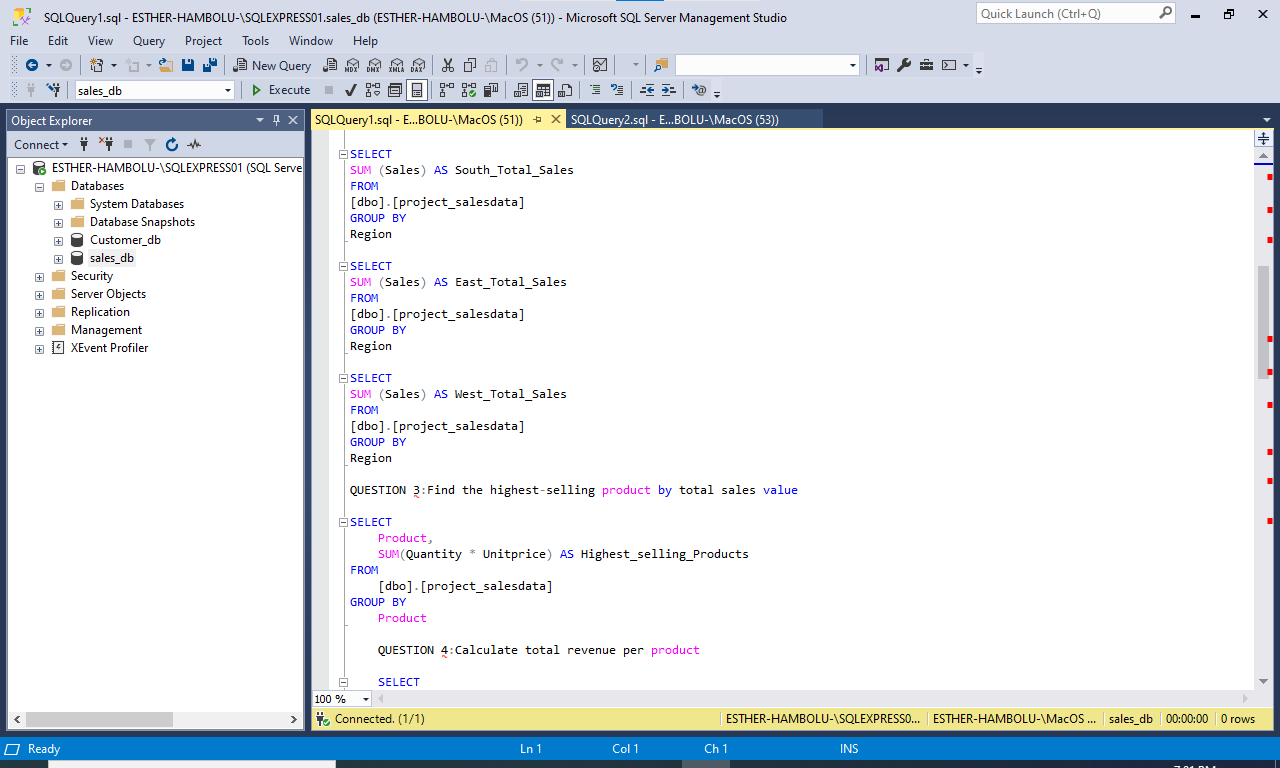 SQLQuery1.sql - ESTHER-HAMBOLU-\SQLEXPRESS01.sales_db (ESTHER-HAMBOLU-\MacOS (51)) - Microsoft SQL Server Management Studio
Quick Launch (Ctrl+Q)
File Edit View Query Project Tools Window Help
New Query MDX DMX XMLA DAX
sales_db Execute
Object Explorer
Connect
ESTHER-HAMBOLU-\SQLEXPRESS01 (SQL Serve
Databases
System Databases
Database Snapshots
Customer_db
sales_db
Security
Server Objects
Replication
Management
XEvent Profiler
SQLQuery1.sql - E...BOLU-\MacOS (51)) SQLQuery2.sql - E...BOLU-\MacOS (53))
SELECT
SUM (Sales) AS South_Total_Sales
FROM
[dbo].[project_salesdata]
GROUP BY
Region
SELECT
SUM (Sales) AS East_Total_Sales
FROM
[dbo].[project_salesdata]
GROUP BY
Region
SELECT
SUM (Sales) AS West_Total_Sales
FROM
[dbo].[project_salesdata]
GROUP BY
Region
QUESTION 3:Find the highest-selling product by total sales value
SELECT
Product,
SUM(Quantity * Unitprice) AS Highest_selling_Products
FROM
[dbo].[project_salesdata]
GROUP BY
Product
QUESTION 4:Calculate total revenue per product
SELECT
100 %
Connected. (1/1) ESTHER-HAMBOLU-\SQLEXPRESS0... ESTHER-HAMBOLU-\MacOS ... sales_db 00:00:00 0 rows
Ready Ln 1 Col 1 Ch 1 INS